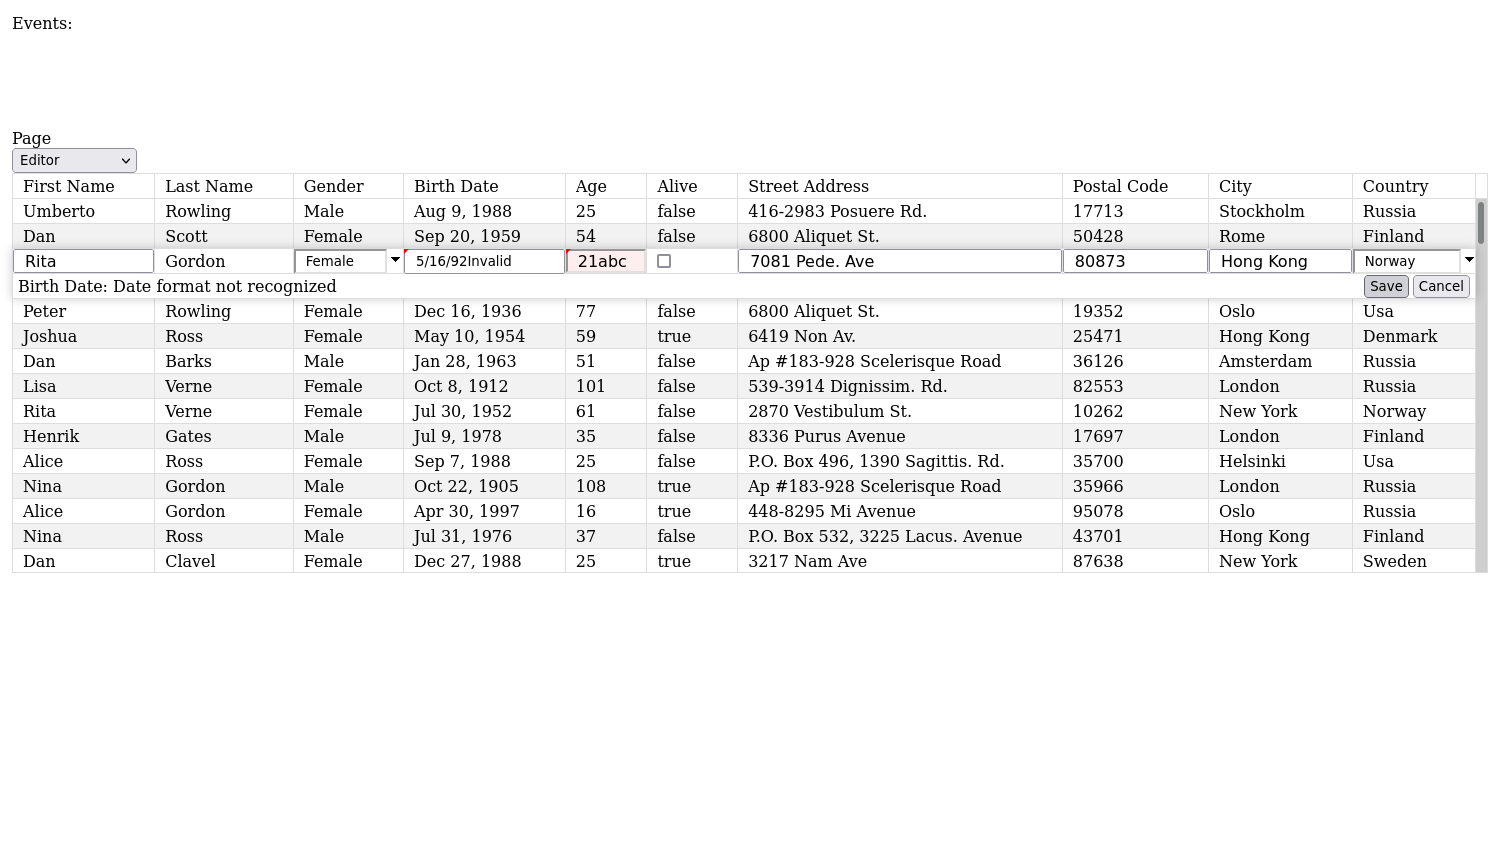 Events:
Page
Editor
First Name Last Name Gender Birth Date Age Alive Street Address Postal Code City Country
Umberto Rowling Male Aug 9, 1988 25 false 416-2983 Posuere Rd. 17713 Stockholm Russia
Dan Scott Female Sep 20, 1959 54 false 6800 Aliquet St. 50428 Rome Finland
Rita Gordon Female 5/16/92Invalid 21abc 7081 Pede. Ave 80873 Hong Kong Norway
Birth Date: Date format not recognized Save Cancel
Peter Rowling Female Dec 16, 1936 77 false 6800 Aliquet St. 19352 Oslo Usa
Joshua Ross Female May 10, 1954 59 true 6419 Non Av. 25471 Hong Kong Denmark
Dan Barks Male Jan 28, 1963 51 false Ap #183-928 Scelerisque Road 36126 Amsterdam Russia
Lisa Verne Female Oct 8, 1912 101 false 539-3914 Dignissim. Rd. 82553 London Russia
Rita Verne Female Jul 30, 1952 61 false 2870 Vestibulum St. 10262 New York Norway
Henrik Gates Male Jul 9, 1978 35 false 8336 Purus Avenue 17697 London Finland
Alice Ross Female Sep 7, 1988 25 false P.O. Box 496, 1390 Sagittis. Rd. 35700 Helsinki Usa
Nina Gordon Male Oct 22, 1905 108 true Ap #183-928 Scelerisque Road 35966 London Russia
Alice Gordon Female Apr 30, 1997 16 true 448-8295 Mi Avenue 95078 Oslo Russia
Nina Ross Male Jul 31, 1976 37 false P.O. Box 532, 3225 Lacus. Avenue 43701 Hong Kong Finland
Dan Clavel Female Dec 27, 1988 25 true 3217 Nam Ave 87638 New York Sweden